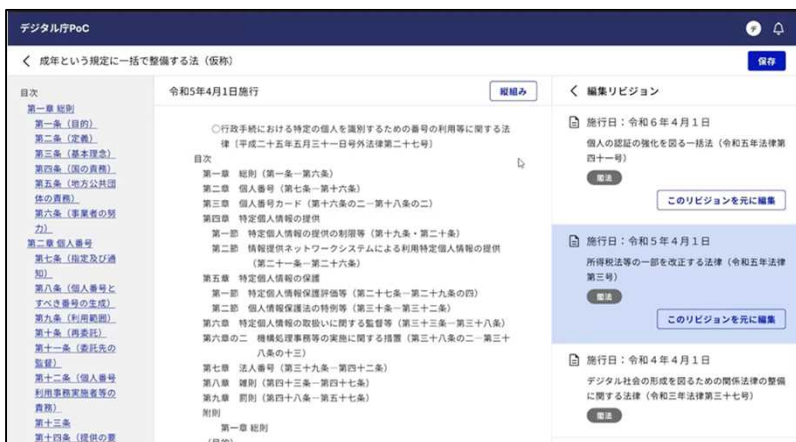 デジタル庁PoC
デ
成年という規定に一括で整備する法（仮称）
保存
目次
第一章 総則
第一条（目的）
第二条（定義）
第三条（基本理念）
第四条（国の責務）
第五条（地方公共団
体の責務）
第六条（事業者の努
力）
第二章 個人番号
第七条（指定及び通
知）
第八条（個人番号と
すべき番号の生成）
第九条（利用範囲）
第十条（再委託）
第十一条（委託先の
監督）
第十二条（個人番号
利用事務実施者等の
責務）
第十三条
第十四条（提供の要
令和5年4月1日施行
縦組み
○行政手続における特定の個人を識別するための番号の利用等に関する法
律〔平成二十五年五月三十一日号外法律第二十七号〕
目次
第一章 総則（第一条―第六条）
第二章 個人番号（第七条―第十六条）
第三章 個人番号カード（第十六条の二―第十八条の二）
第四章 特定個人情報の提供
第一節 特定個人情報の提供の制限等（第十九条・第二十条）
第二節 情報提供ネットワークシステムによる利用特定個人情報の提供
（第二十一条―第二十六条）
第五章 特定個人情報の保護
第一節 特定個人情報保護評価等（第二十七条―第二十九条の四）
第二節 個人情報保護法の特例等（第三十条―第三十二条）
第六章 特定個人情報の取扱いに関する監督等（第三十三条―第三十八条）
第六章の二 機構処理事務等の実施に関する措置（第三十八条の二―第三十
八条の十三）
第七章 法人番号（第三十九条―第四十二条）
第八章 雑則（第四十三条―第四十七条）
第九章 罰則（第四十八条―第五十七条）
附則
第一章 総則
（目的）
編集リビジョン
施行日：令和６年４月１日
個人の認証の強化を図る一括法（令和五年法律第
四十一号）
閣法
このリビジョンを元に編集
施行日：令和５年４月１日
所得税法等の一部を改正する法律（令和五年法律
第三号）
閣法
このリビジョンを元に編集
施行日：令和４年４月１日
デジタル社会の形成を図るための関係法律の整備
に関する法律（令和三年法律第三十七号）
閣法